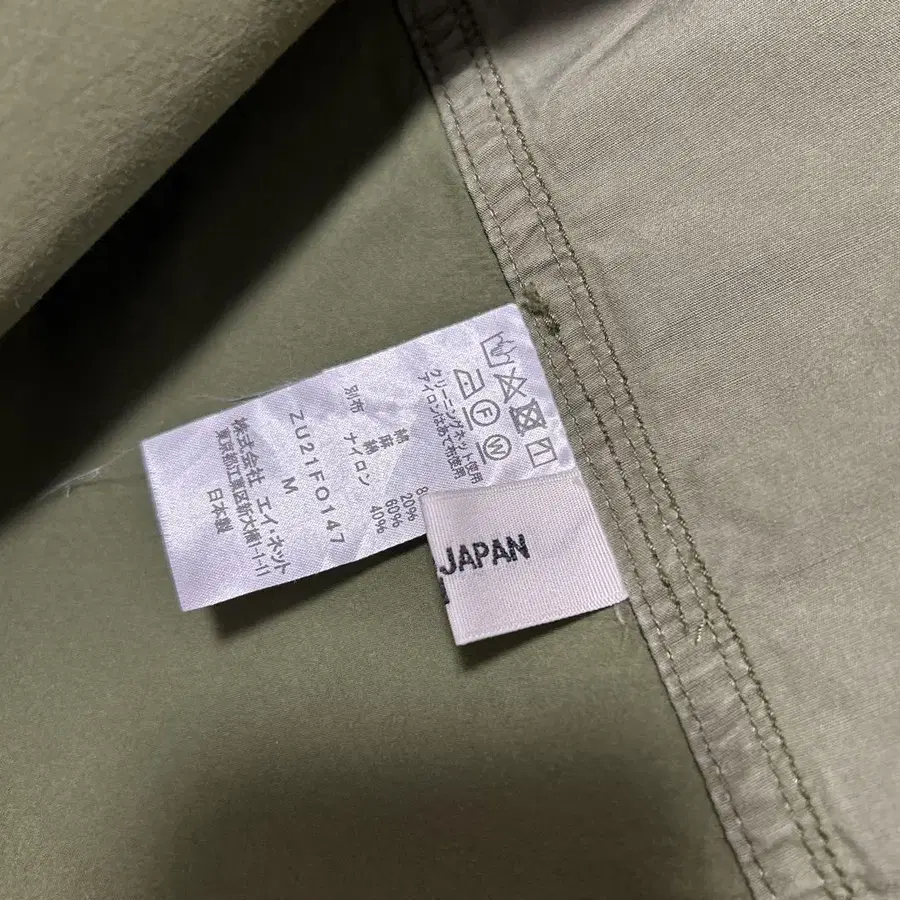 F W
クリーニングネット使用
アイロンはあて布使用
綿 8
麻 20%
別布 綿 60%
ナイロン 40%
ZU21FO147
M
株式会社 エイ・ネット
東京都江東区新大橋1-1-11
日本製
JAPAN